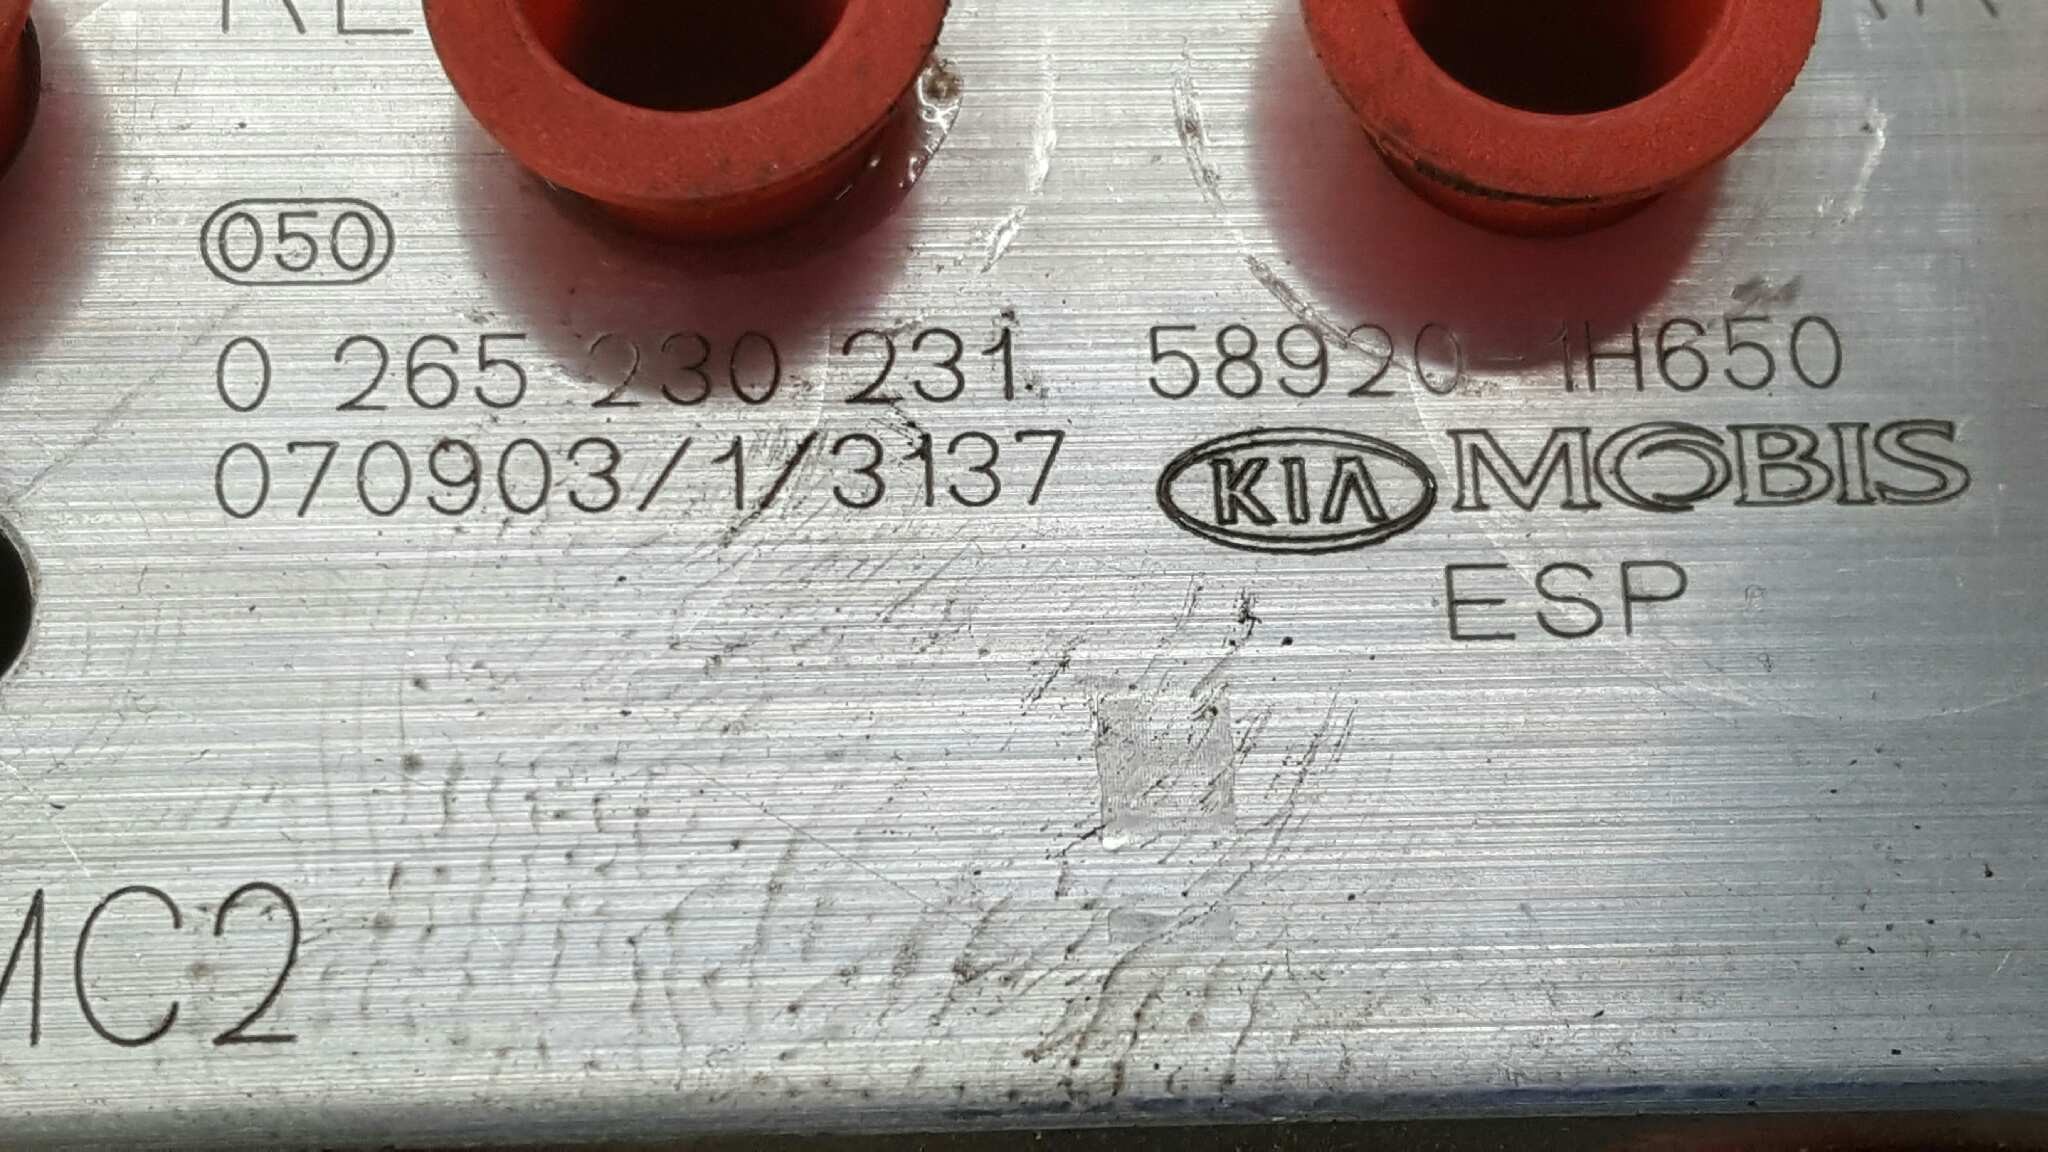 050
0 265 230 231 58920-1H650
070903/1/3137 KIA MOBIS
ESP
MC2